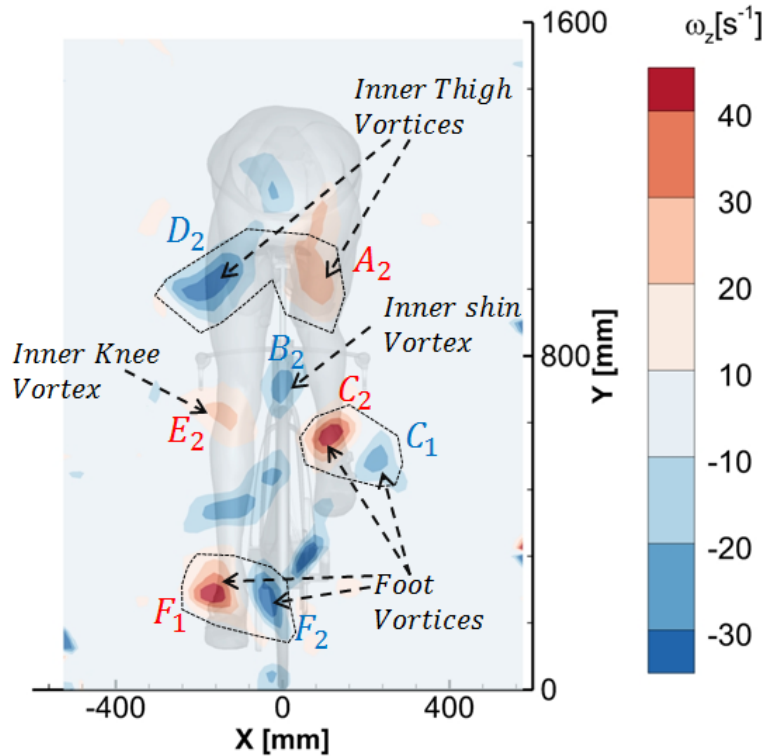 1600
ω_z[s⁻¹]
Inner Thigh
Vortices
40
30
D₂
A₂
20
Inner shin
Vortex
B₂
800
Y [mm]
10
Inner Knee
Vortex
C₂
E₂
C₁
-10
-20
Foot
Vortices
F₁
F₂
-30
0
-400
0
400
X [mm]